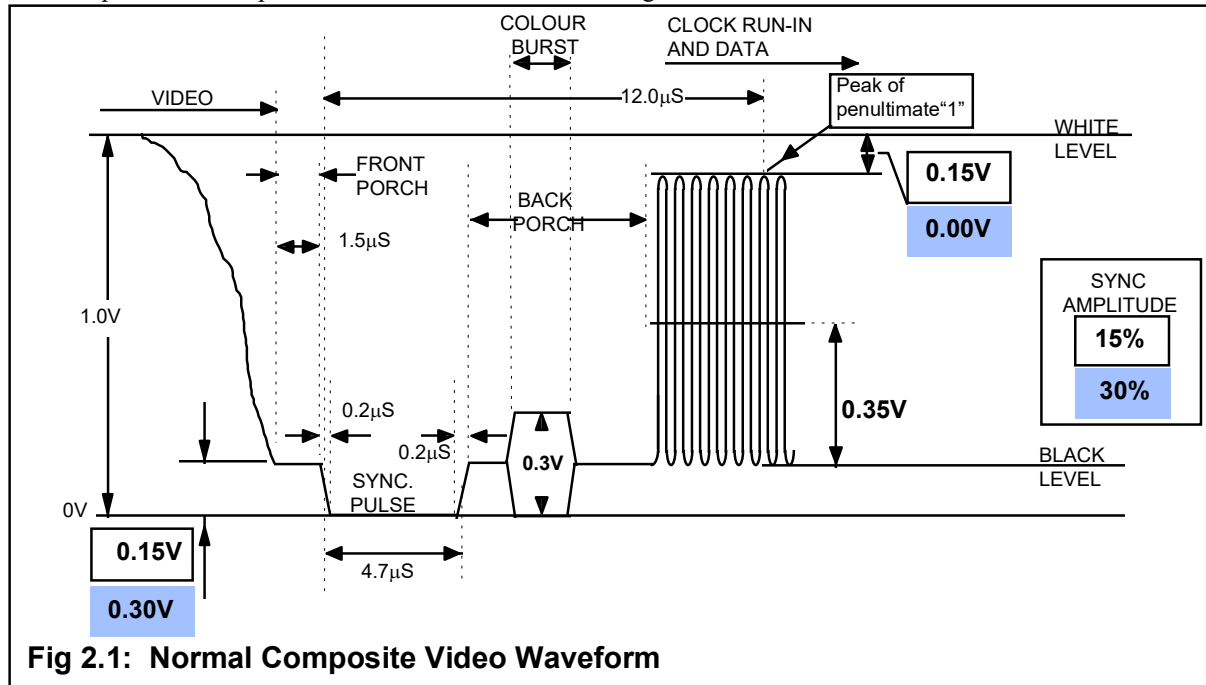 COLOUR
BURST
CLOCK RUN-IN
AND DATA
VIDEO
12.0µS
Peak of
penultimate“1”
WHITE
LEVEL
FRONT
PORCH
0.15V
0.00V
BACK
PORCH
1.5µS
SYNC
AMPLITUDE
15%
30%
1.0V
0.35V
0.2µS
0.2µS
0.3V
BLACK
LEVEL
SYNC.
PULSE
0V
0.15V
0.30V
4.7µS
Fig 2.1: Normal Composite Video Waveform